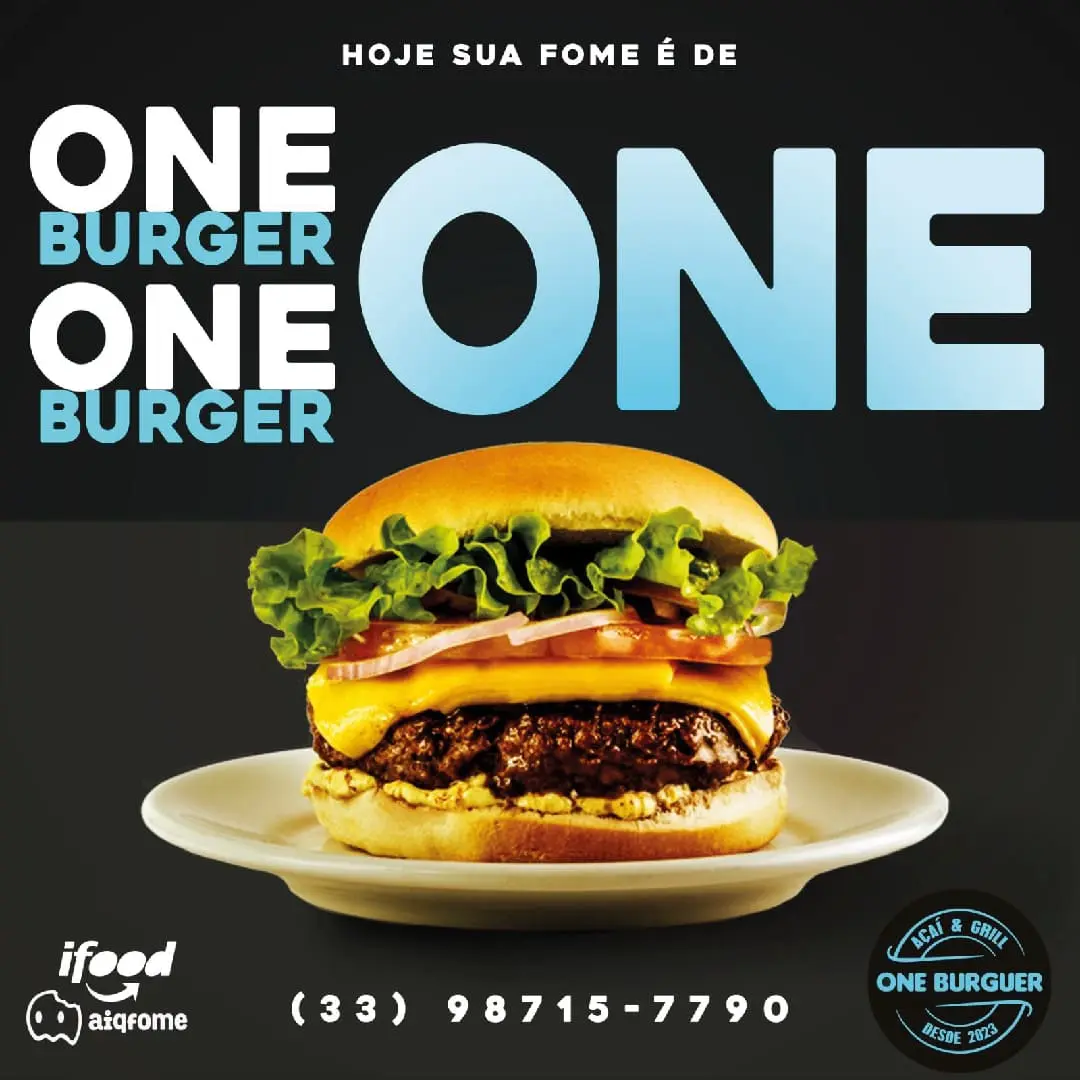 HOJE SUA FOME É DE
ONE
BURGER
ONE
BURGER
ONE
ifood
aiqfome
(33) 98715-7790
AÇAÍ & GRILL
ONE BURGUER
DESDE 2023